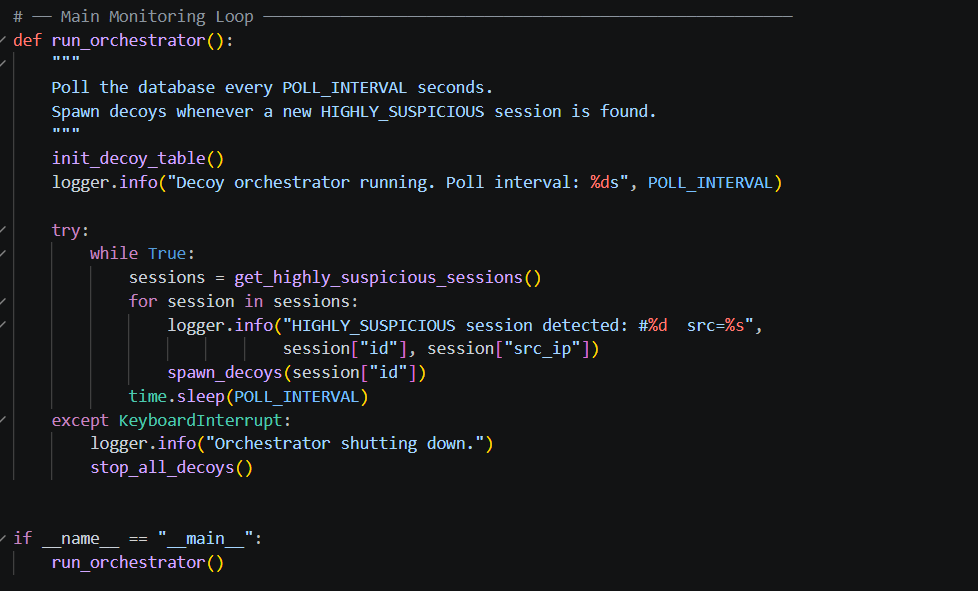 # —— Main Monitoring Loop ——————————————————————————————
def run_orchestrator():
    """
    Poll the database every POLL_INTERVAL seconds.
    Spawn decoys whenever a new HIGHLY_SUSPICIOUS session is found.
    """
    init_decoy_table()
    logger.info("Decoy orchestrator running. Poll interval: %ds", POLL_INTERVAL)

    try:
        while True:
            sessions = get_highly_suspicious_sessions()
            for session in sessions:
                logger.info("HIGHLY_SUSPICIOUS session detected: #%d  src=%s",
                            session["id"], session["src_ip"])
                spawn_decoys(session["id"])
            time.sleep(POLL_INTERVAL)
    except KeyboardInterrupt:
        logger.info("Orchestrator shutting down.")
        stop_all_decoys()


if __name__ == "__main__":
    run_orchestrator()